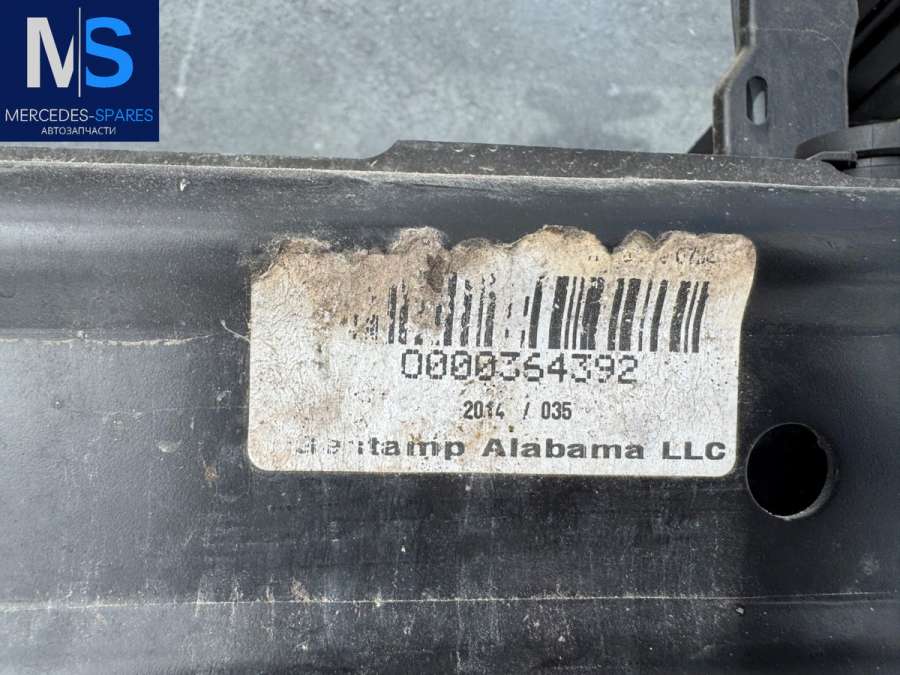 MS
MERCEDES-SPARES
АВТОЗАПЧАСТИ
0000364392
2014 / 035
Alabama LLC